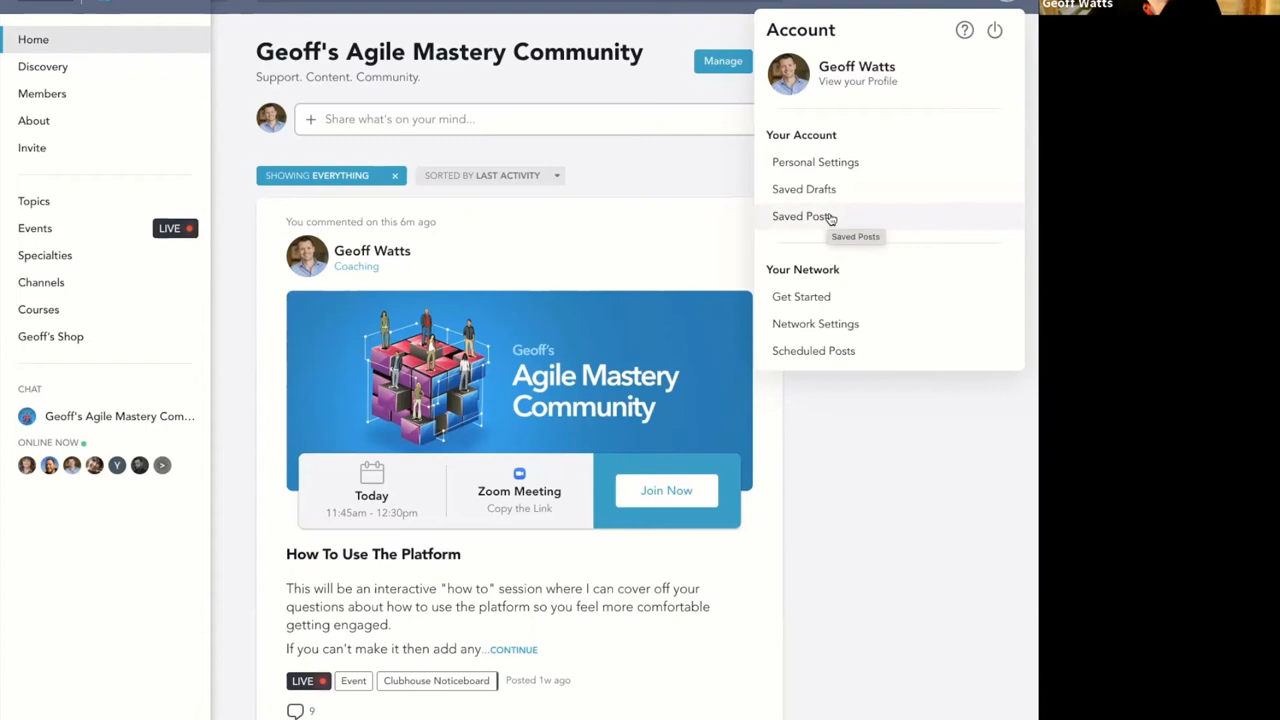 Geoff Watts
Home
Discovery
Members
About
Invite
Topics
Events
LIVE
Specialties
Channels
Courses
Geoff's Shop
CHAT
Geoff's Agile Mastery Com...
ONLINE NOW
Y
>
Geoff's Agile Mastery Community
Support. Content. Community.
Manage
+ Share what's on your mind...
SHOWING EVERYTHING ×
SORTED BY LAST ACTIVITY
You commented on this 6m ago
Geoff Watts
Coaching
Geoff's
Agile Mastery
Community
Today
11:45am - 12:30pm
Zoom Meeting
Copy the Link
Join Now
How To Use The Platform
This will be an interactive "how to" session where I can cover off your
questions about how to use the platform so you feel more comfortable
getting engaged.
If you can't make it then add any...CONTINUE
LIVE
Event
Clubhouse Noticeboard
Posted 1w ago
9
Account
?
Geoff Watts
View your Profile
Your Account
Personal Settings
Saved Drafts
Saved Posts
Saved Posts
Your Network
Get Started
Network Settings
Scheduled Posts